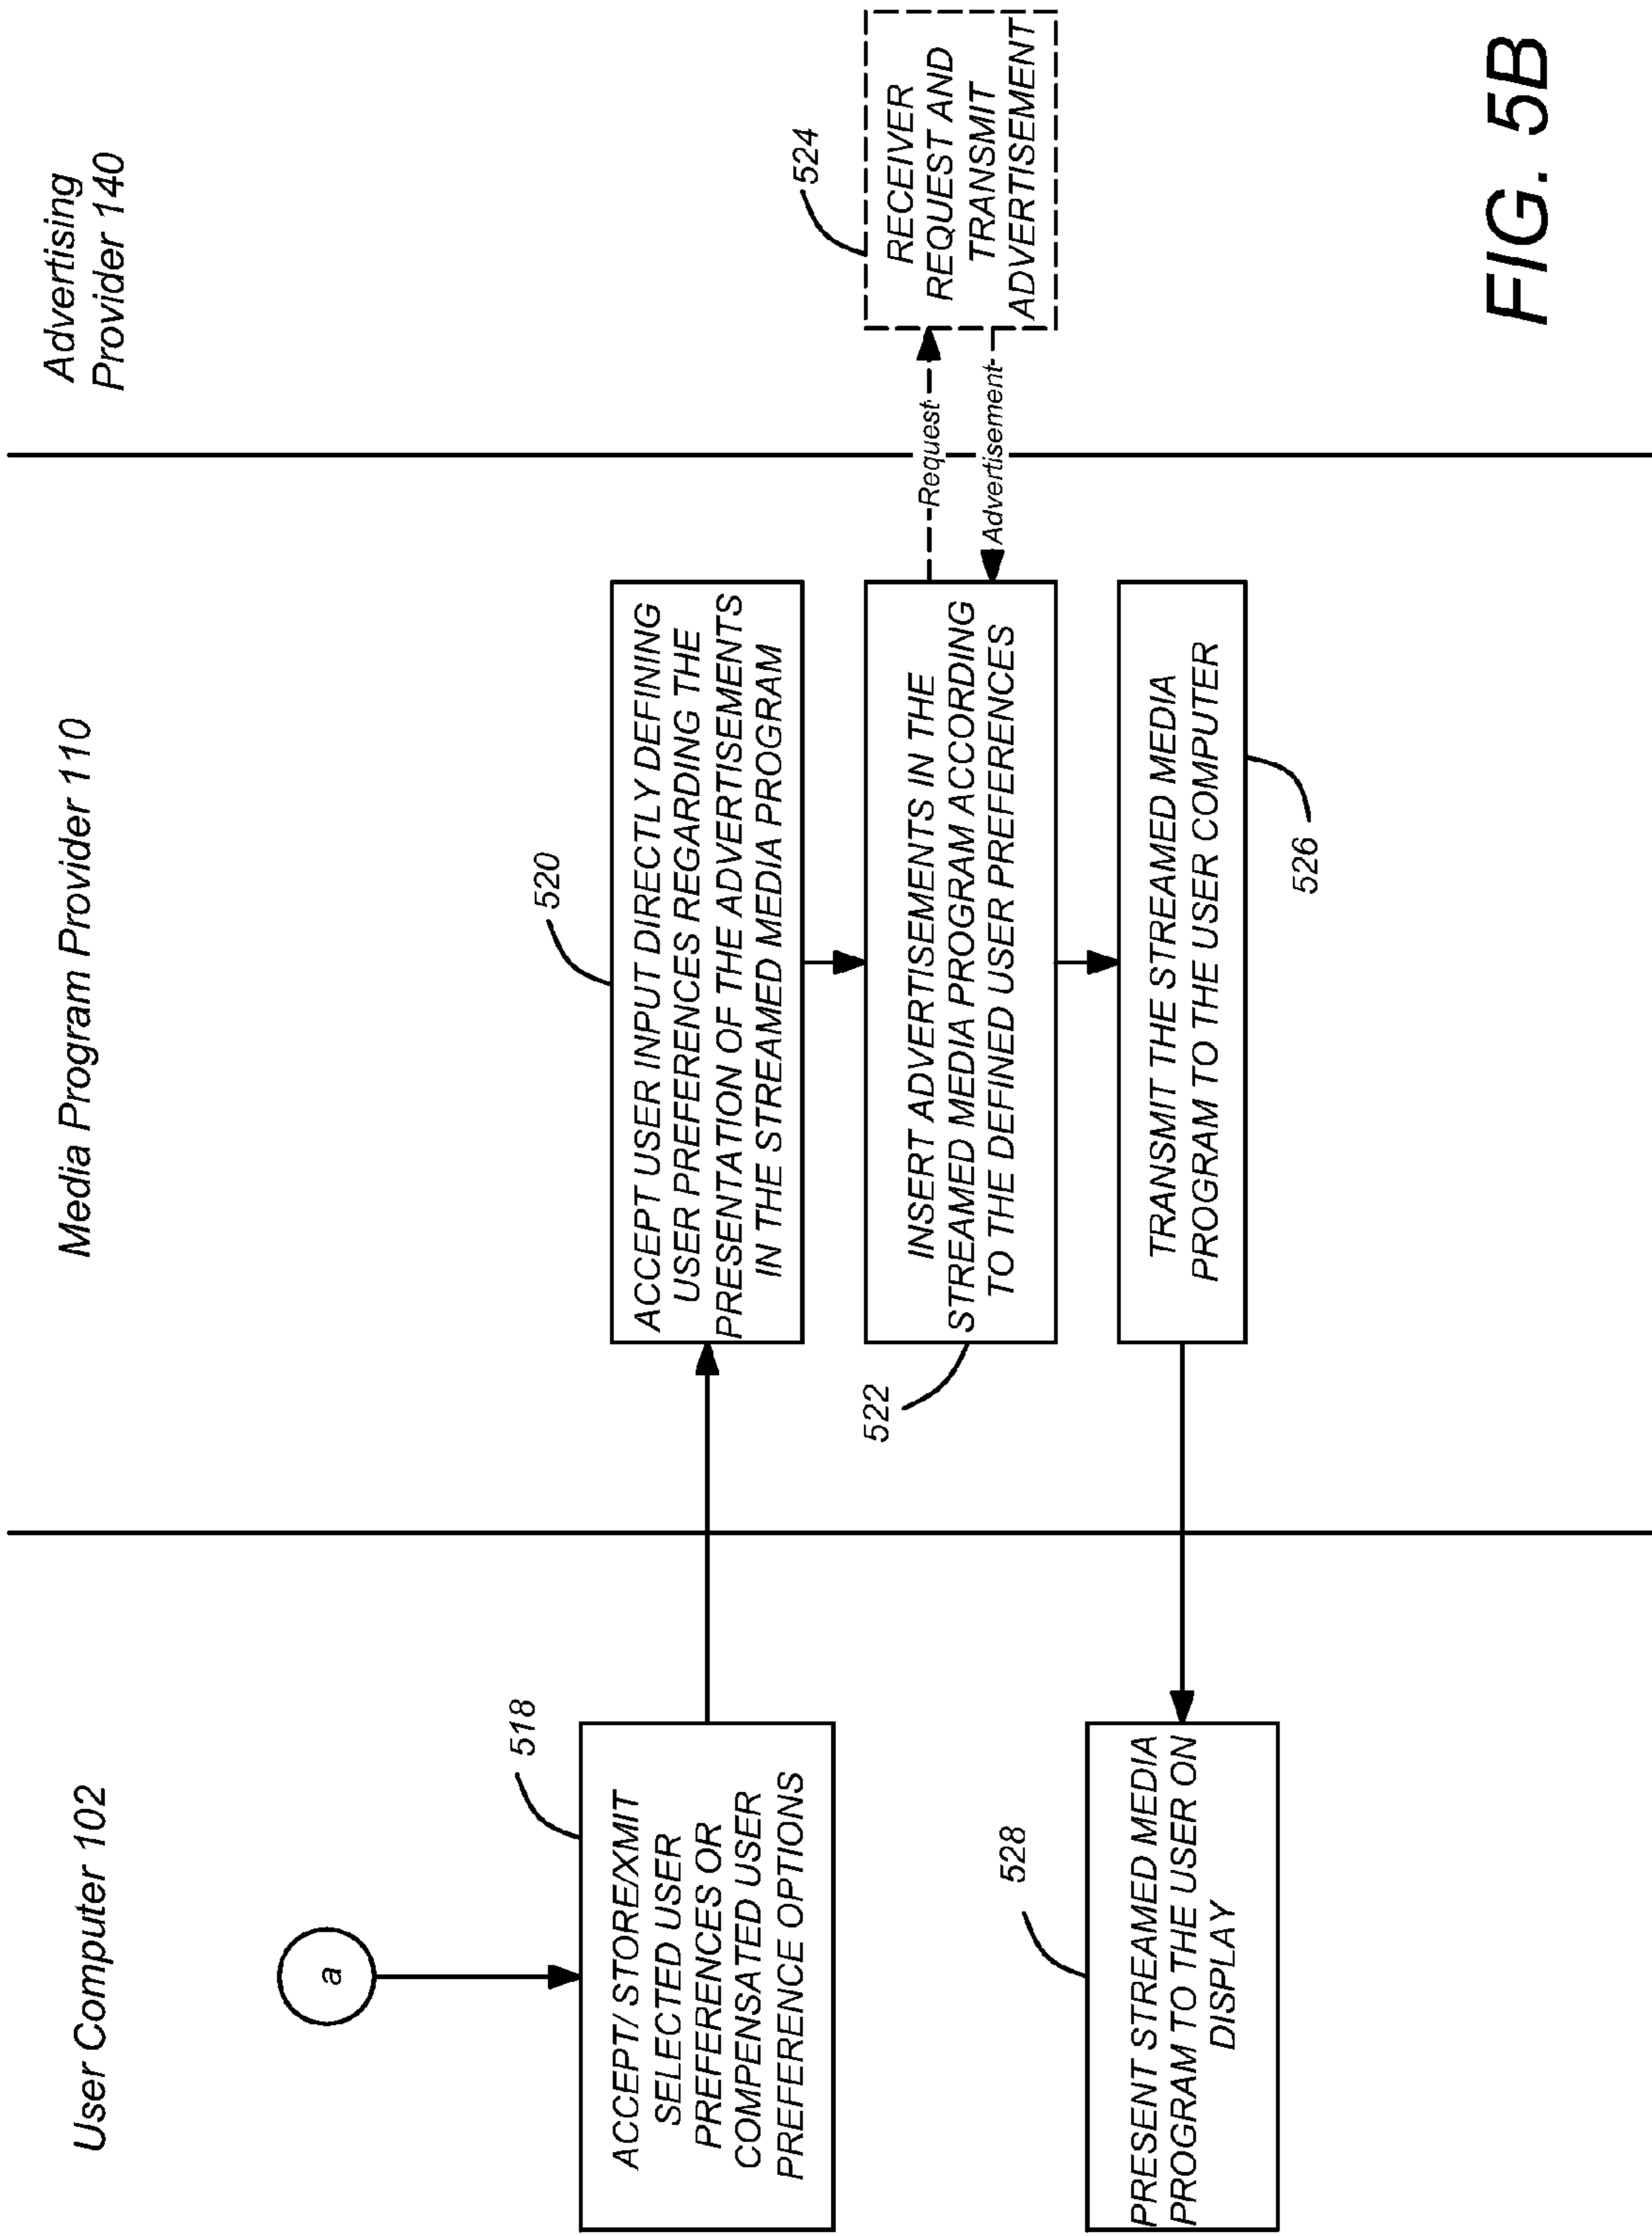 User Computer 102
Media Program Provider 110
Advertising
Provider 140
a
518
ACCEPT/ STORE/XMIT
SELECTED USER
PREFERENCES OR
COMPENSATED USER
PREFERENCE OPTIONS
520
ACCEPT USER INPUT DIRECTLY DEFINING
USER PREFERENCES REGARDING THE
PRESENTATION OF THE ADVERTISEMENTS
IN THE STREAMED MEDIA PROGRAM
522
INSERT ADVERTISEMENTS IN THE
STREAMED MEDIA PROGRAM ACCORDING
TO THE DEFINED USER PREFERENCES
Request
Advertisement
524
RECEIVER
REQUEST AND
TRANSMIT
ADVERTISEMENT
TRANSMIT THE STREAMED MEDIA
PROGRAM TO THE USER COMPUTER
526
528
PRESENT STREAMED MEDIA
PROGRAM TO THE USER ON
DISPLAY
FIG. 5B